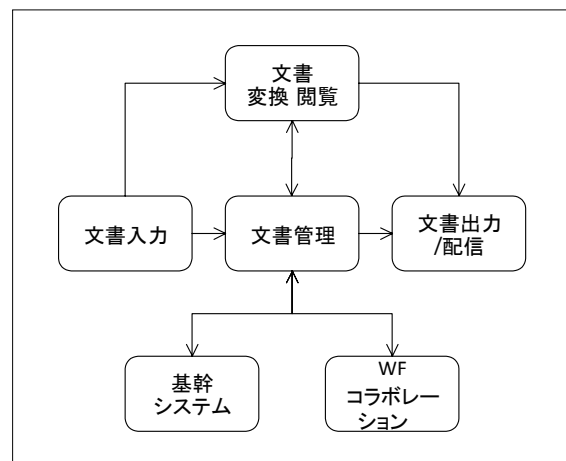 文書
変換 閲覧
文書入力
文書管理
文書出力
/配信
基幹
システム
WF
コラボレー
ション